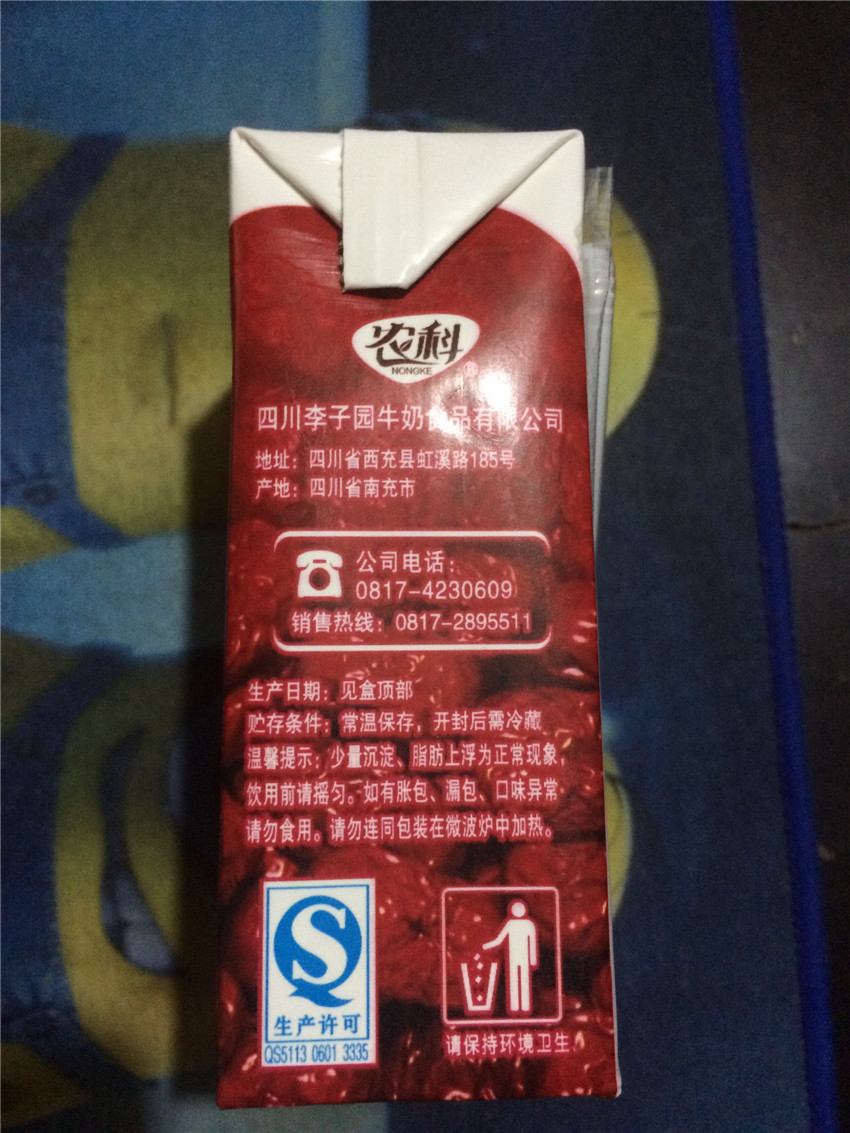 农科
NONGKE
®
四川李子园牛奶食品有限公司
地址：四川省西充县虹溪路185号
产地：四川省南充市
公司电话：
0817-4230609
销售热线：0817-2895511
生产日期：见盒顶部
贮存条件：常温保存，开封后需冷藏
温馨提示：少量沉淀、脂肪上浮为正常现象，
饮用前请摇匀。如有胀包、漏包、口味异常
请勿食用。请勿连同包装在微波炉中加热。
生产许可
QS5113 0601 3335
请保持环境卫生